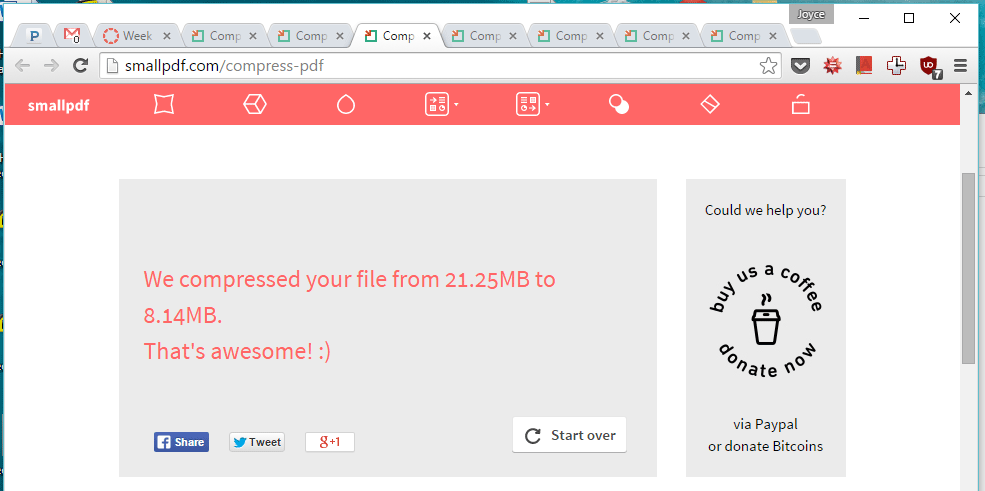 Joyce
P
0
Week
Comp
Comp
Comp
Comp
Comp
Comp
Comp
smallpdf.com/compress-pdf
7
smallpdf
Could we help you?
We compressed your file from 21.25MB to
8.14MB.
That's awesome! :)
buy us a coffee
donate now
Share
Tweet
g+1
Start over
via Paypal
or donate Bitcoins